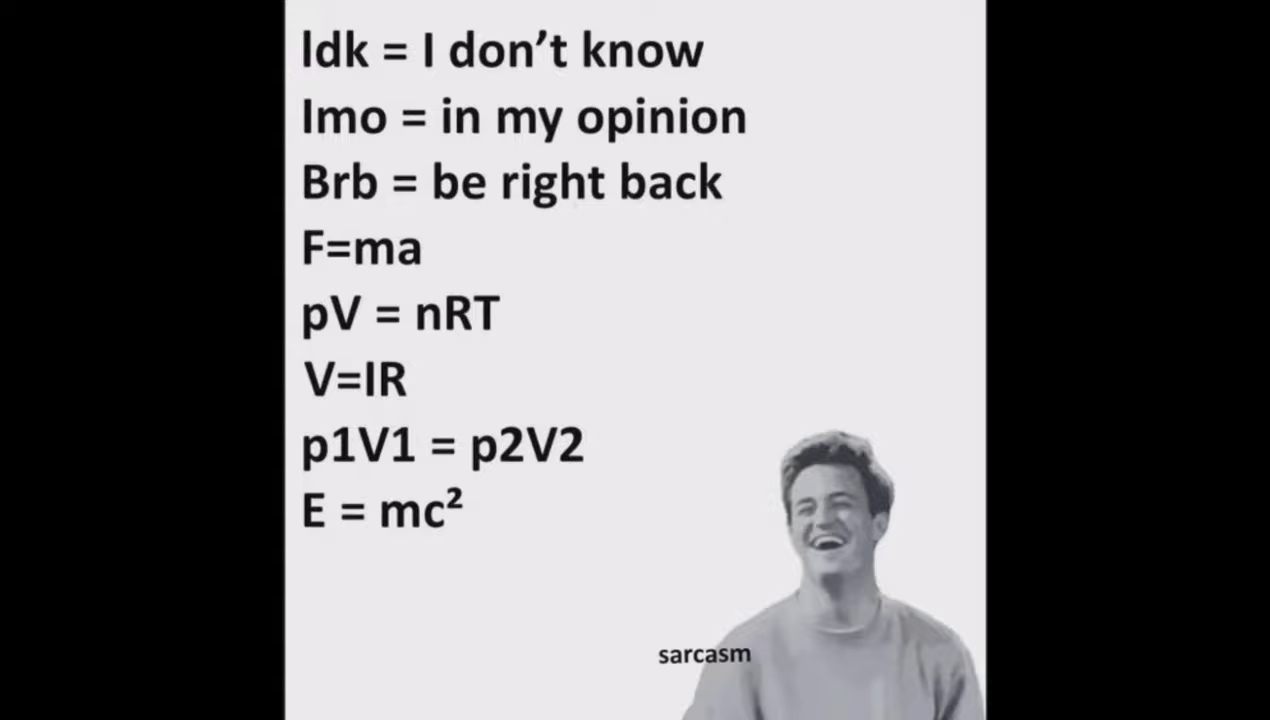 Idk = I don’t know
Imo = in my opinion
Brb = be right back
F=ma
pV = nRT
V=IR
p1V1 = p2V2
E = mc²
sarcasm